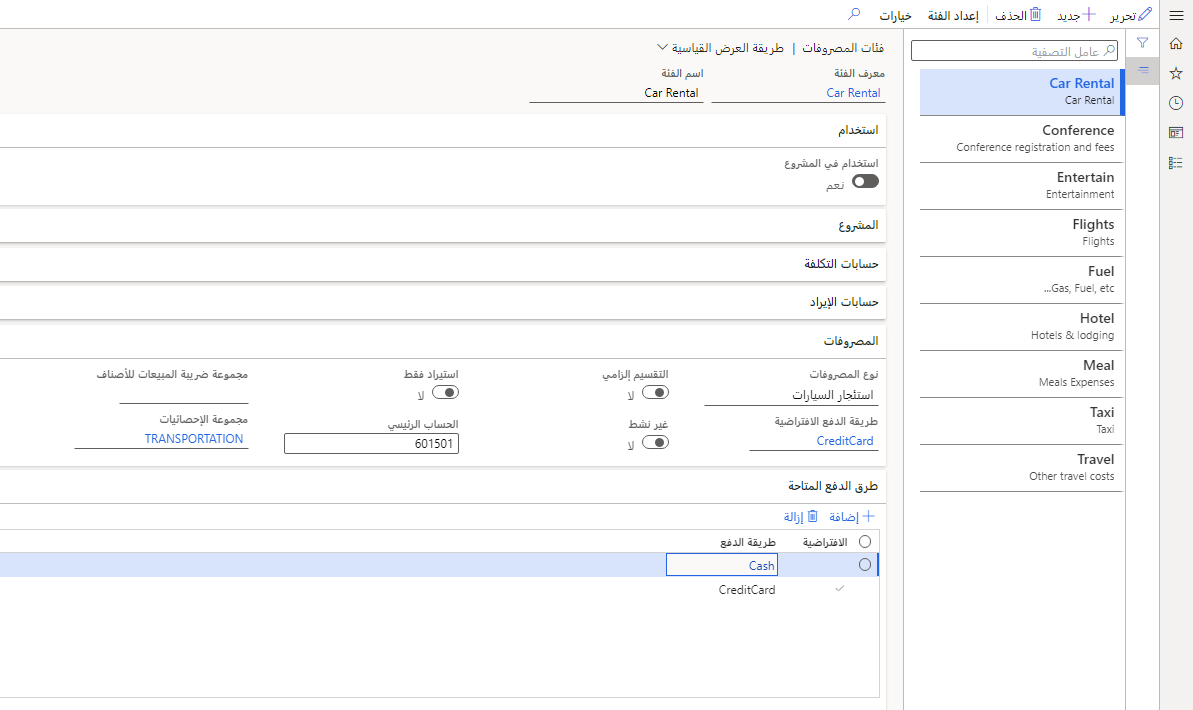 تحرير
جديد
الحذف
إعداد الفئة
خيارات
عامل التصفية
Car Rental
Car Rental
Conference
Conference registration and fees
Entertain
Entertainment
Flights
Flights
Fuel
Gas, Fuel, etc...
Hotel
Hotels & lodging
Meal
Meals Expenses
Taxi
Taxi
Travel
Other travel costs
فئات المصروفات | طريقة العرض القياسية
معرف الفئة
Car Rental
اسم الفئة
Car Rental
استخدام
استخدام في المشروع
نعم
المشروع
حسابات التكلفة
حسابات الإيراد
المصروفات
نوع المصروفات
استئجار السيارات
طريقة الدفع الافتراضية
CreditCard
التقسيم إلزامي
لا
غير نشط
لا
استيراد فقط
لا
الحساب الرئيسي
601501
مجموعة ضريبة المبيعات للأصناف
مجموعة الإحصائيات
TRANSPORTATION
طرق الدفع المتاحة
إضافة
إزالة
الافتراضية
طريقة الدفع
Cash
CreditCard